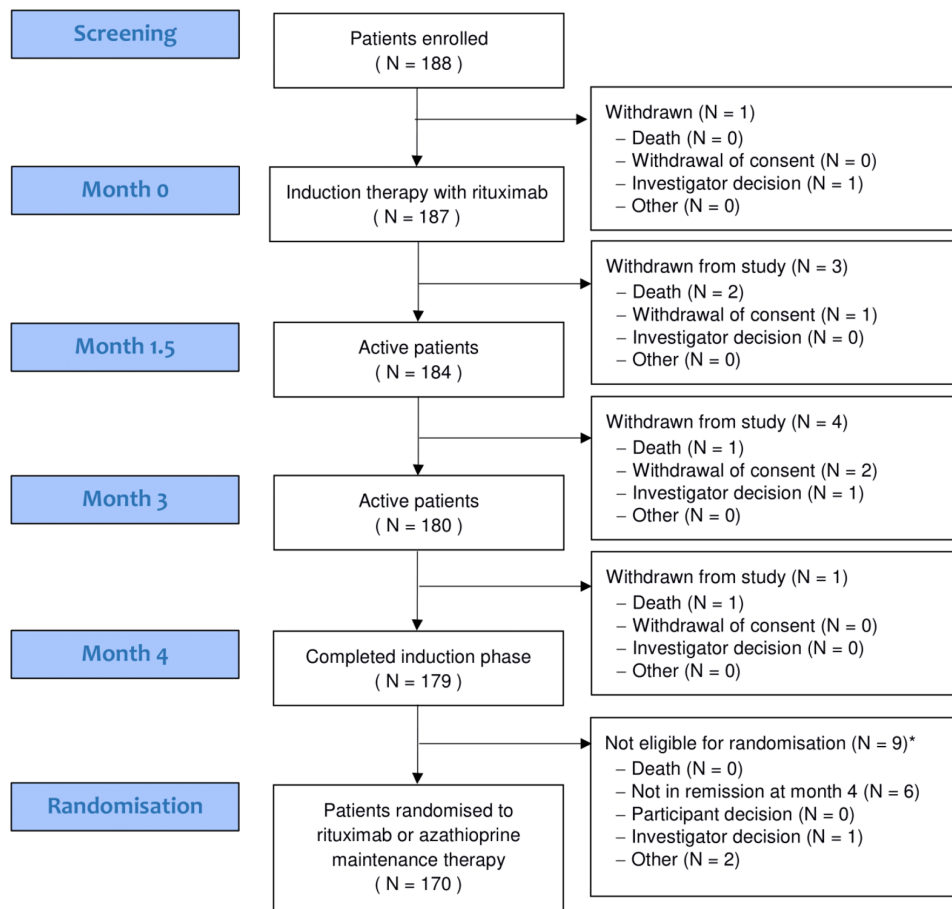 Screening
Patients enrolled
( N = 188 )
Withdrawn (N = 1)
– Death (N = 0)
– Withdrawal of consent (N = 0)
– Investigator decision (N = 1)
– Other (N = 0)
Month 0
Induction therapy with rituximab
( N = 187 )
Withdrawn from study (N = 3)
– Death (N = 2)
– Withdrawal of consent (N = 1)
– Investigator decision (N = 0)
– Other (N = 0)
Month 1.5
Active patients
( N = 184 )
Withdrawn from study (N = 4)
– Death (N = 1)
– Withdrawal of consent (N = 2)
– Investigator decision (N = 1)
– Other (N = 0)
Month 3
Active patients
( N = 180 )
Withdrawn from study (N = 1)
– Death (N = 1)
– Withdrawal of consent (N = 0)
– Investigator decision (N = 0)
– Other (N = 0)
Month 4
Completed induction phase
( N = 179 )
Not eligible for randomisation (N = 9)*
– Death (N = 0)
– Not in remission at month 4 (N = 6)
– Participant decision (N = 0)
– Investigator decision (N = 1)
– Other (N = 2)
Randomisation
Patients randomised to
rituximab or azathioprine
maintenance therapy
( N = 170 )